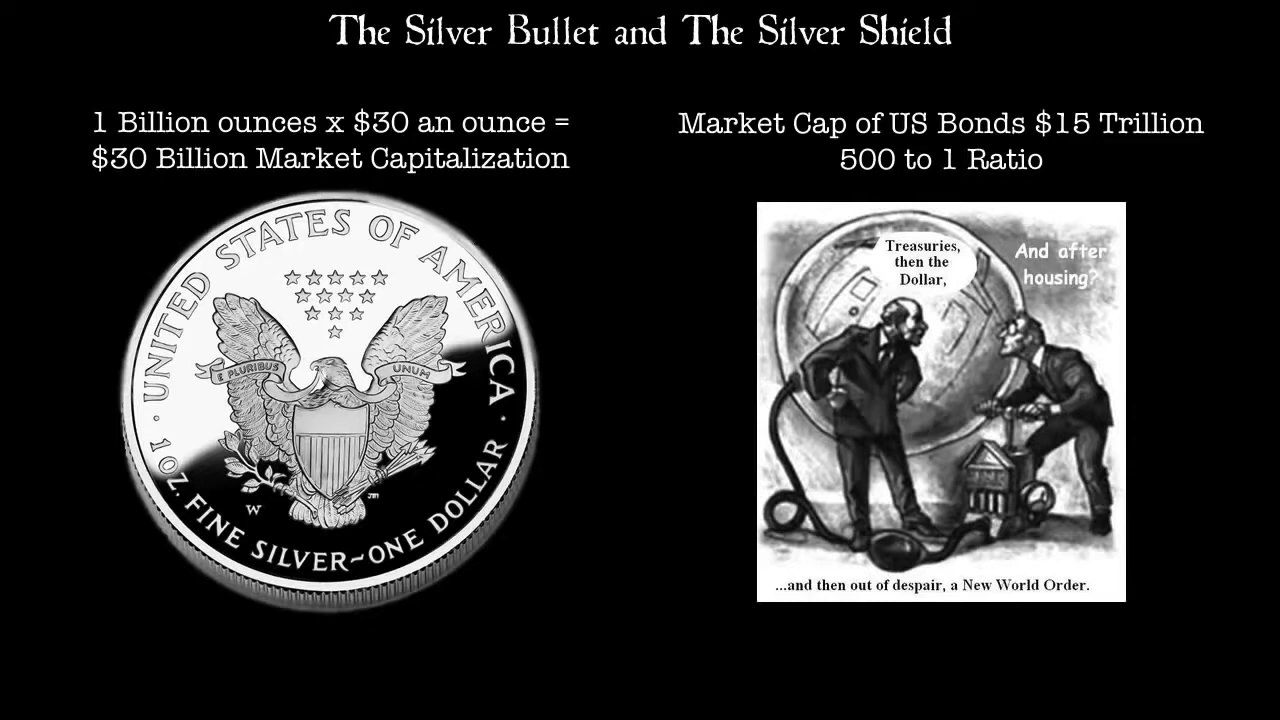 The Silver Bullet and The Silver Shield
1 Billion ounces x $30 an ounce =
$30 Billion Market Capitalization
Market Cap of US Bonds $15 Trillion
500 to 1 Ratio
UNITED STATES OF AMERICA
E PLURIBUS UNUM
W
JM
1 OZ. FINE SILVER~ONE DOLLAR
Treasuries,
then the
Dollar,
And after
housing?
...and then out of despair, a New World Order.